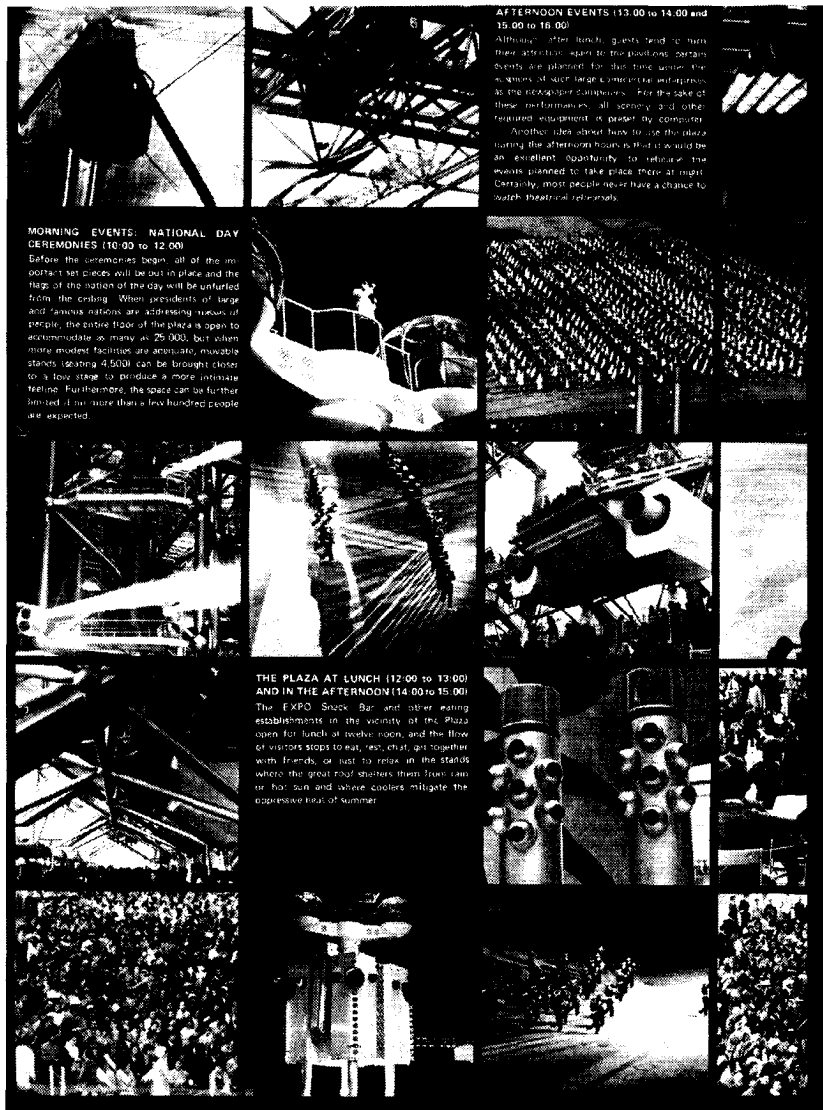 AFTERNOON EVENTS (13:00 to 14:00 and
15:00 to 16:00)
Although after lunch, guests tend to turn
their attention open to the pavilions, certain
events are planned for this time under the
auspices of such large commercial enterprises
as the newspaper companies. For the sake of
these performances, all scenery and other
required equipment is preset by computer.
Another idea about how to use the plaza
during the afternoon hours is that it would be
an excellent opportunity to rehearse the
events planned to take place there at night.
Certainly, most people never have a chance to
watch theatrical rehearsals.
MORNING EVENTS: NATIONAL DAY
CEREMONIES (10:00 to 12:00)
Before the ceremonies begin, all of the im-
portant set pieces will be put in place and the
flags of the nation of the day will be unfurled
from the ceiling. When presidents of large
and famous nations are addressing masses of
people, the entire floor of the plaza is open to
accommodate as many as 25,000, but when
more modest facilities are adequate, movable
stands (seating 4,500) can be brought closer
to a low stage to produce a more intimate
feeling. Furthermore, the space can be further
limited if no more than a few hundred people
are expected.
THE PLAZA AT LUNCH (12:00 to 13:00)
AND IN THE AFTERNOON (14:00 to 15:00)
The EXPO Snack Bar and other eating
establishments in the vicinity of the Plaza
open for lunch at twelve noon, and the flow
of visitors stops to eat, rest, chat, get together
with friends, or just to relax in the stands
where the great roof shelters them from rain
or hot sun and where coolers mitigate the
oppressive heat of summer.